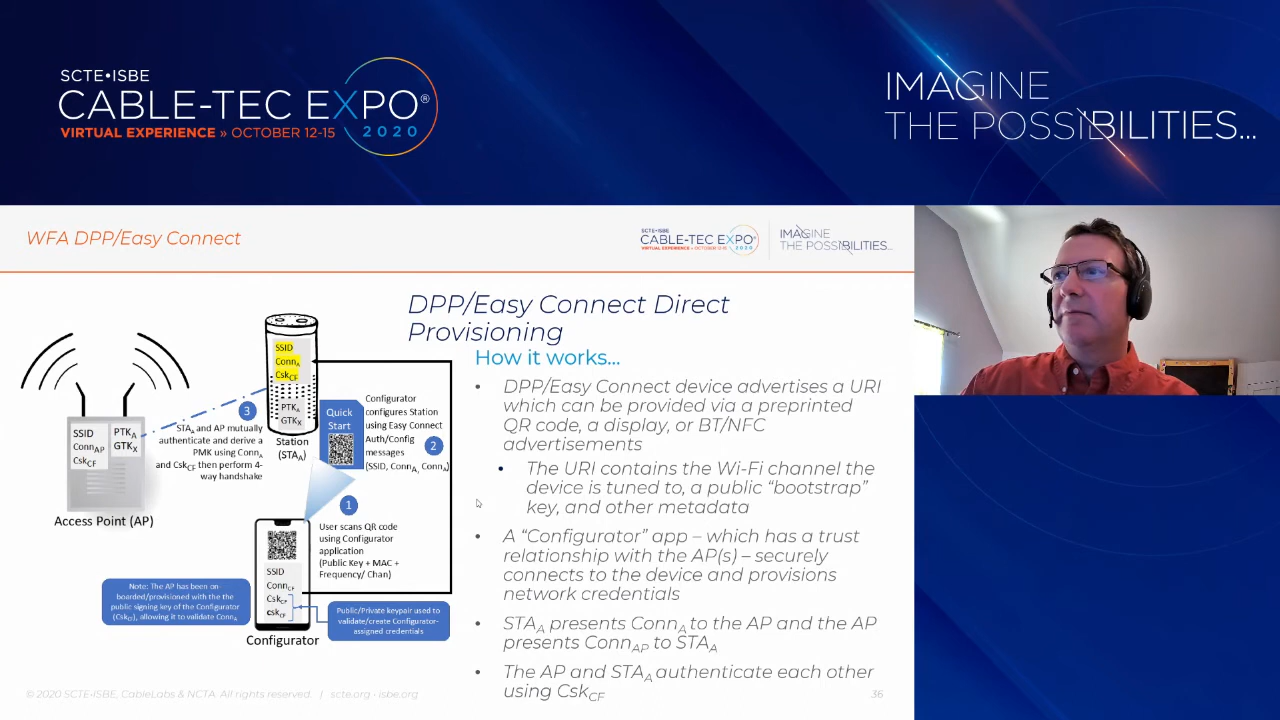 SCTE•ISBE
CABLE-TEC EXPO®
VIRTUAL EXPERIENCE » OCTOBER 12-15
2020
IMAGINE
THE POSSIBILITIES...
WFA DPP/Easy Connect
SCTE•ISBE
CABLE-TEC EXPO®
VIRTUAL EXPERIENCE » OCTOBER 12-15
2020
IMAGINE
THE POSSIBILITIES...
DPP/Easy Connect Direct
Provisioning
How it works...
• DPP/Easy Connect device advertises a URI
which can be provided via a preprinted
QR code, a display, or BT/NFC
advertisements
• The URI contains the Wi-Fi channel the
device is tuned to, a public “bootstrap”
key, and other metadata
• A “Configurator” app – which has a trust
relationship with the AP(s) – securely
connects to the device and provisions
network credentials
• STAA presents ConnA to the AP and the AP
presents ConnAP to STAA
• The AP and STAA authenticate each other
using CskCF
SSID
ConnA
CskCF
PTKA
GTKX
Station
(STAA)
Quick
Start
Configurator
configures Station
using Easy Connect
Auth/Config
messages
(SSID, ConnA, ConnA)
2
3
STAA and AP mutually
authenticate and derive a
PMK using ConnA
and CskCF then perform 4-
way handshake
SSID
ConnAP
CskCF
PTKA
GTKX
Access Point (AP)
1
User scans QR code
using Configurator
application
(Public Key + MAC +
Frequency/ Chan)
SSID
ConnCF
CskCF
cskCF
Configurator
Note: The AP has been on-
boarded/provisioned with the the
public signing key of the Configurator
(CskCF), allowing it to validate ConnA
Public/Private keypair used to
validate/create Configurator-
assigned credentials
© 2020 SCTE•ISBE, CableLabs & NCTA. All rights reserved. | scte.org • isbe.org
36